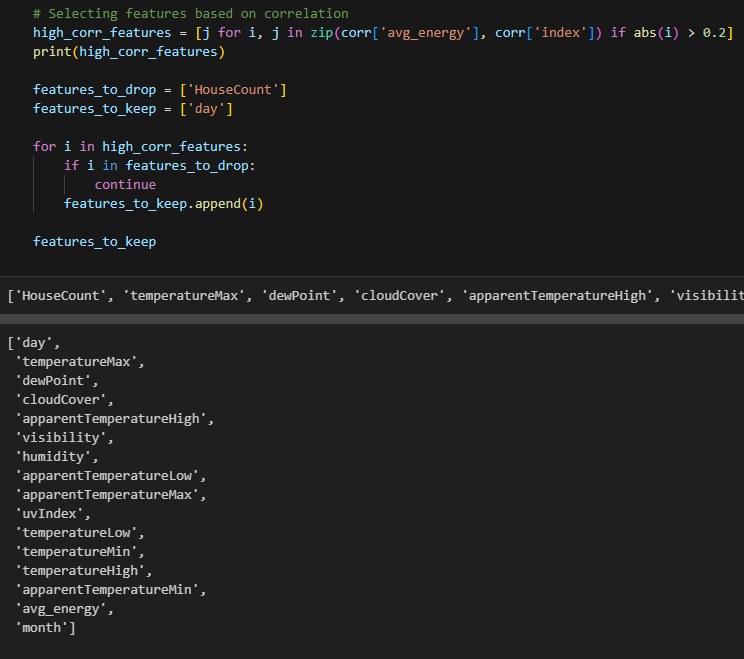 # Selecting features based on correlation
high_corr_features = [j for i, j in zip(corr['avg_energy'], corr['index']) if abs(i) > 0.2]
print(high_corr_features)
features_to_drop = ['HouseCount']
features_to_keep = ['day']
for i in high_corr_features:
if i in features_to_drop:
continue
features_to_keep.append(i)
features_to_keep
['HouseCount', 'temperatureMax', 'dewPoint', 'cloudCover', 'apparentTemperatureHigh', 'visibilit
['day',
'temperatureMax',
'dewPoint',
'cloudCover',
'apparentTemperatureHigh',
'visibility',
'humidity',
'apparentTemperatureLow',
'apparentTemperatureMax',
'uvIndex',
'temperatureLow',
'temperatureMin',
'temperatureHigh',
'apparentTemperatureMin',
'avg_energy',
'month']